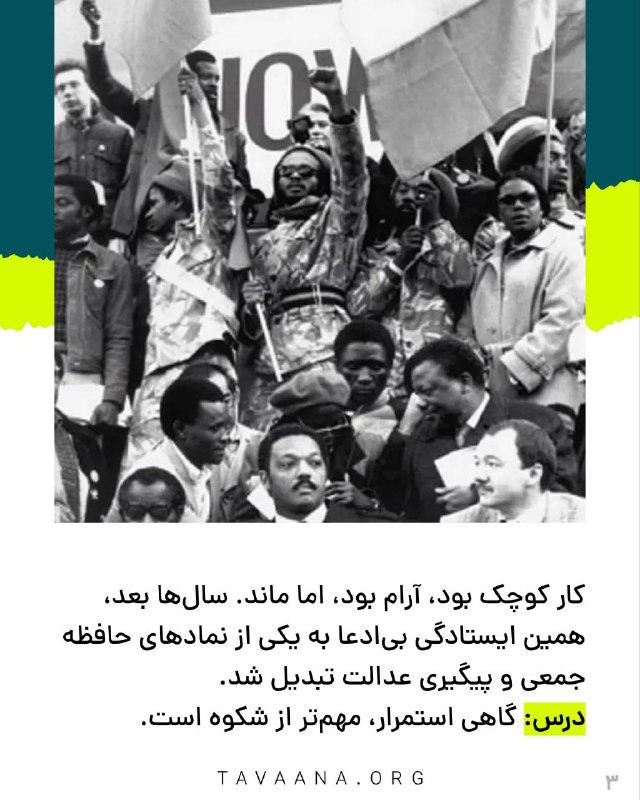 NOW
کار کوچک بود، آرام بود، اما ماند. سال‌ها بعد،
همین ایستادگی بی‌ادعا به یکی از نمادهای حافظه
جمعی و پیگیری عدالت تبدیل شد.
درس: گاهی استمرار، مهم‌تر از شکوه است.
TAVAANA.ORG
۳